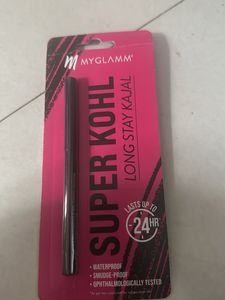 MYGLAMM
SUPER KOHL
LONG STAY KAJAL
LASTS UP TO
24HR*
• WATERPROOF
• SMUDGE-PROOF
• OPHTHALMOLOGICALLY TESTED